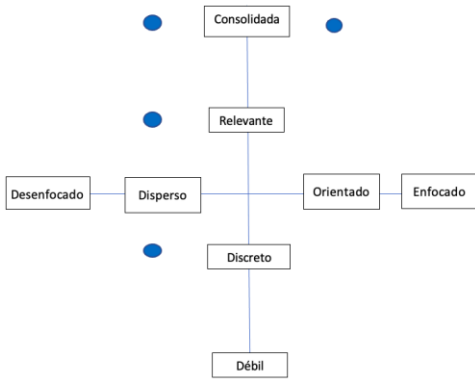 Consolidada
Relevante
Desenfocado
Disperso
Orientado
Enfocado
Discreto
Débil